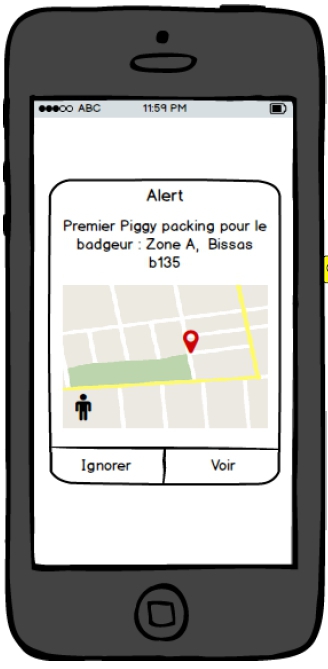 ABC 11:59 PM
Alert
Premier Piggy packing pour le
badgeur : Zone A, Bissas
b135
Ignorer Voir